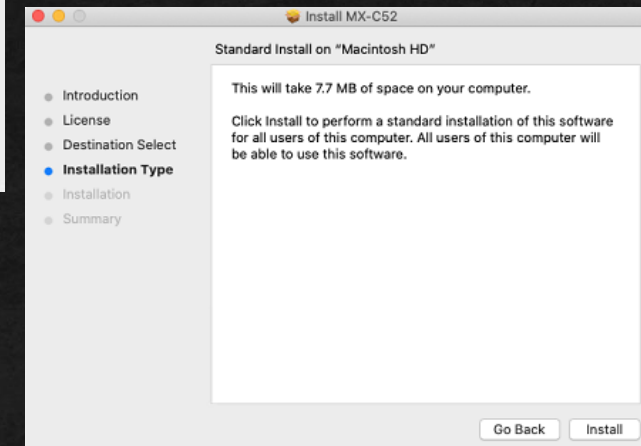 Install MX-C52
Standard Install on “Macintosh HD”
Introduction
License
Destination Select
Installation Type
Installation
Summary
This will take 7.7 MB of space on your computer.
Click Install to perform a standard installation of this software
for all users of this computer. All users of this computer will
be able to use this software.
Go Back
Install